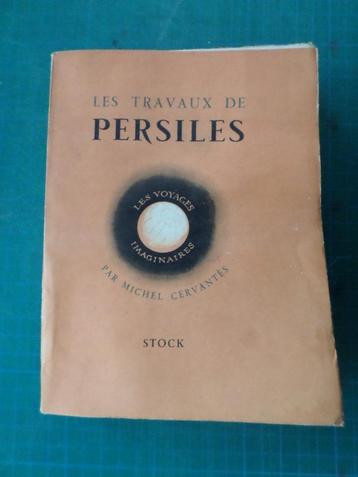 LES TRAVAUX DE
PERSILES
LES VOYAGES
IMAGINAIRES
PAR MICHEL CERVANTÈS
STOCK